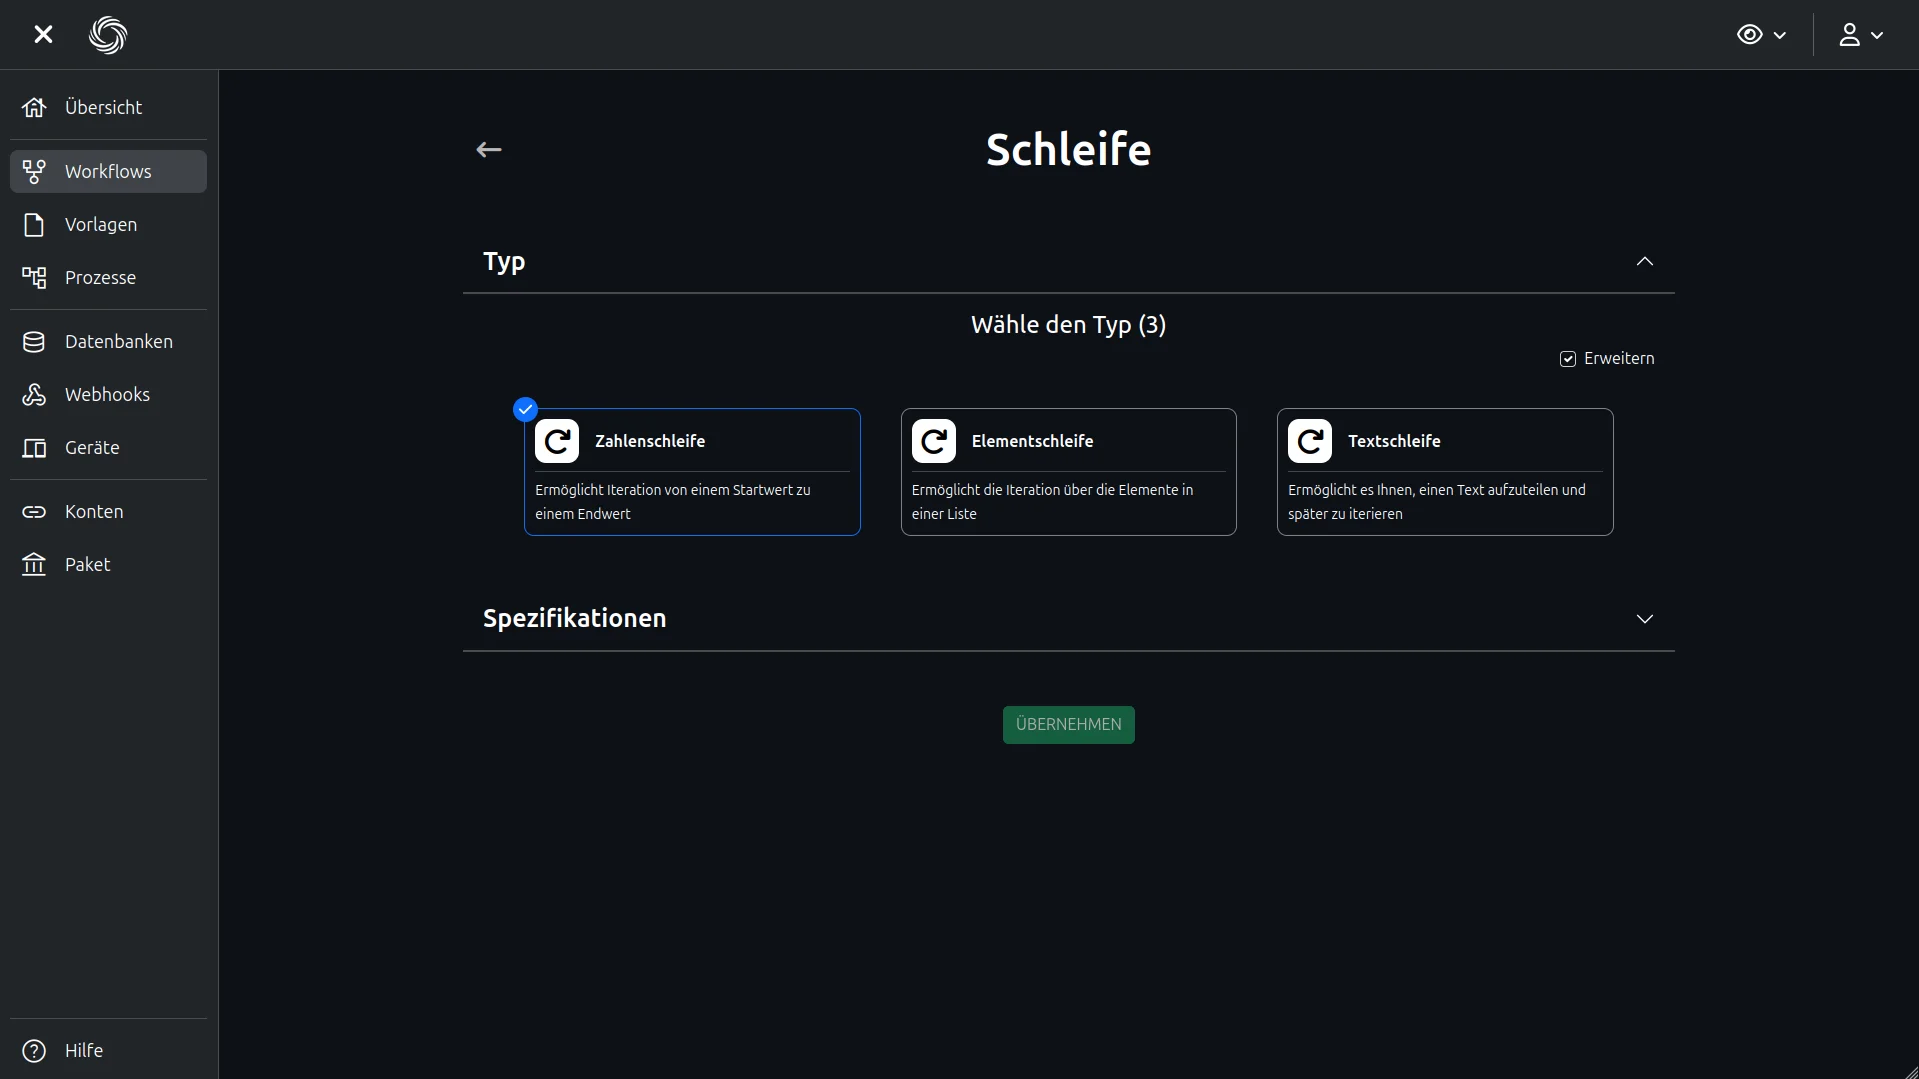 Übersicht
Workflows
Vorlagen
Prozesse
Datenbanken
Webhooks
Geräte
Konten
Paket
Hilfe
Schleife
Typ
Wähle den Typ (3)
Erweitern
Zahlenschleife
Ermöglicht Iteration von einem Startwert zu
einem Endwert
Elementschleife
Ermöglicht die Iteration über die Elemente in
einer Liste
Textschleife
Ermöglicht es Ihnen, einen Text aufzuteilen und
später zu iterieren
Spezifikationen
ÜBERNEHMEN